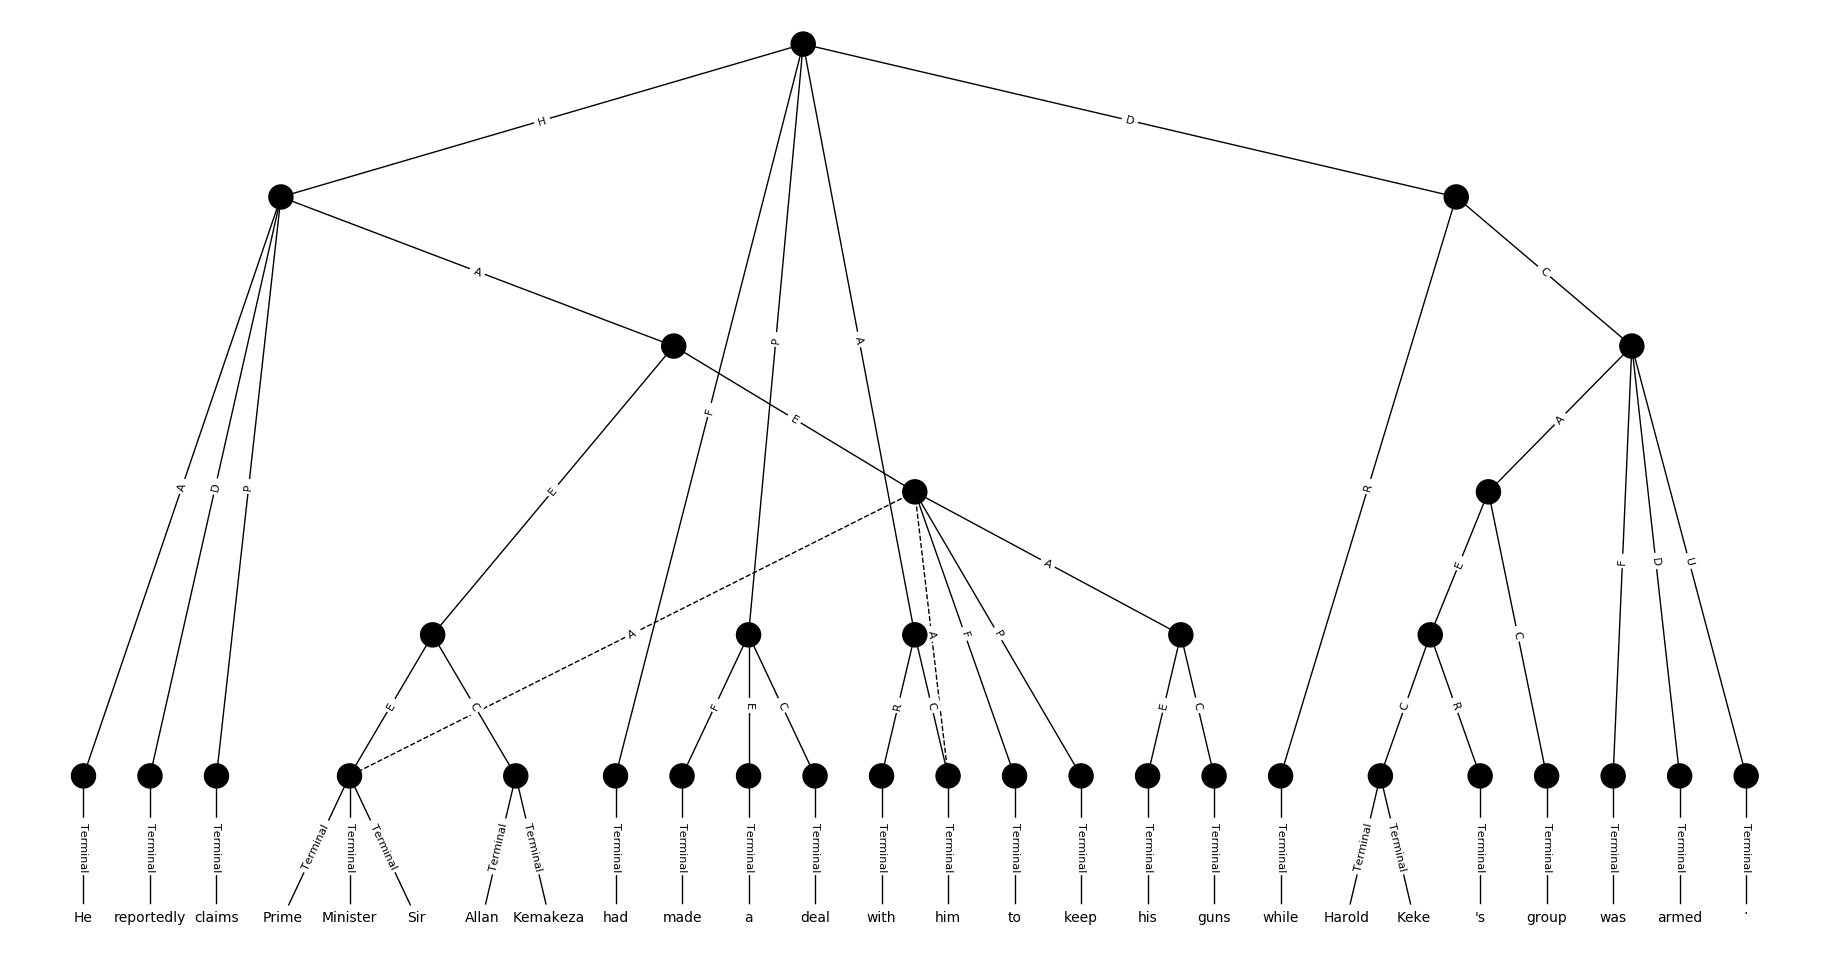 H
D
A
C
A
P
A
F
E
A
E
R
A
D
P
E
F
D
U
A
E
A
A
F
P
C
E
C
F
E
C
R
C
E
C
C
R
Terminal Terminal Terminal Terminal Terminal Terminal Terminal Terminal Terminal Terminal Terminal Terminal Terminal Terminal Terminal Terminal Terminal Terminal Terminal Terminal Terminal Terminal Terminal Terminal Terminal Terminal
He reportedly claims Prime Minister Sir Allan Kemakeza had made a deal with him to keep his guns while Harold Keke 's group was armed .